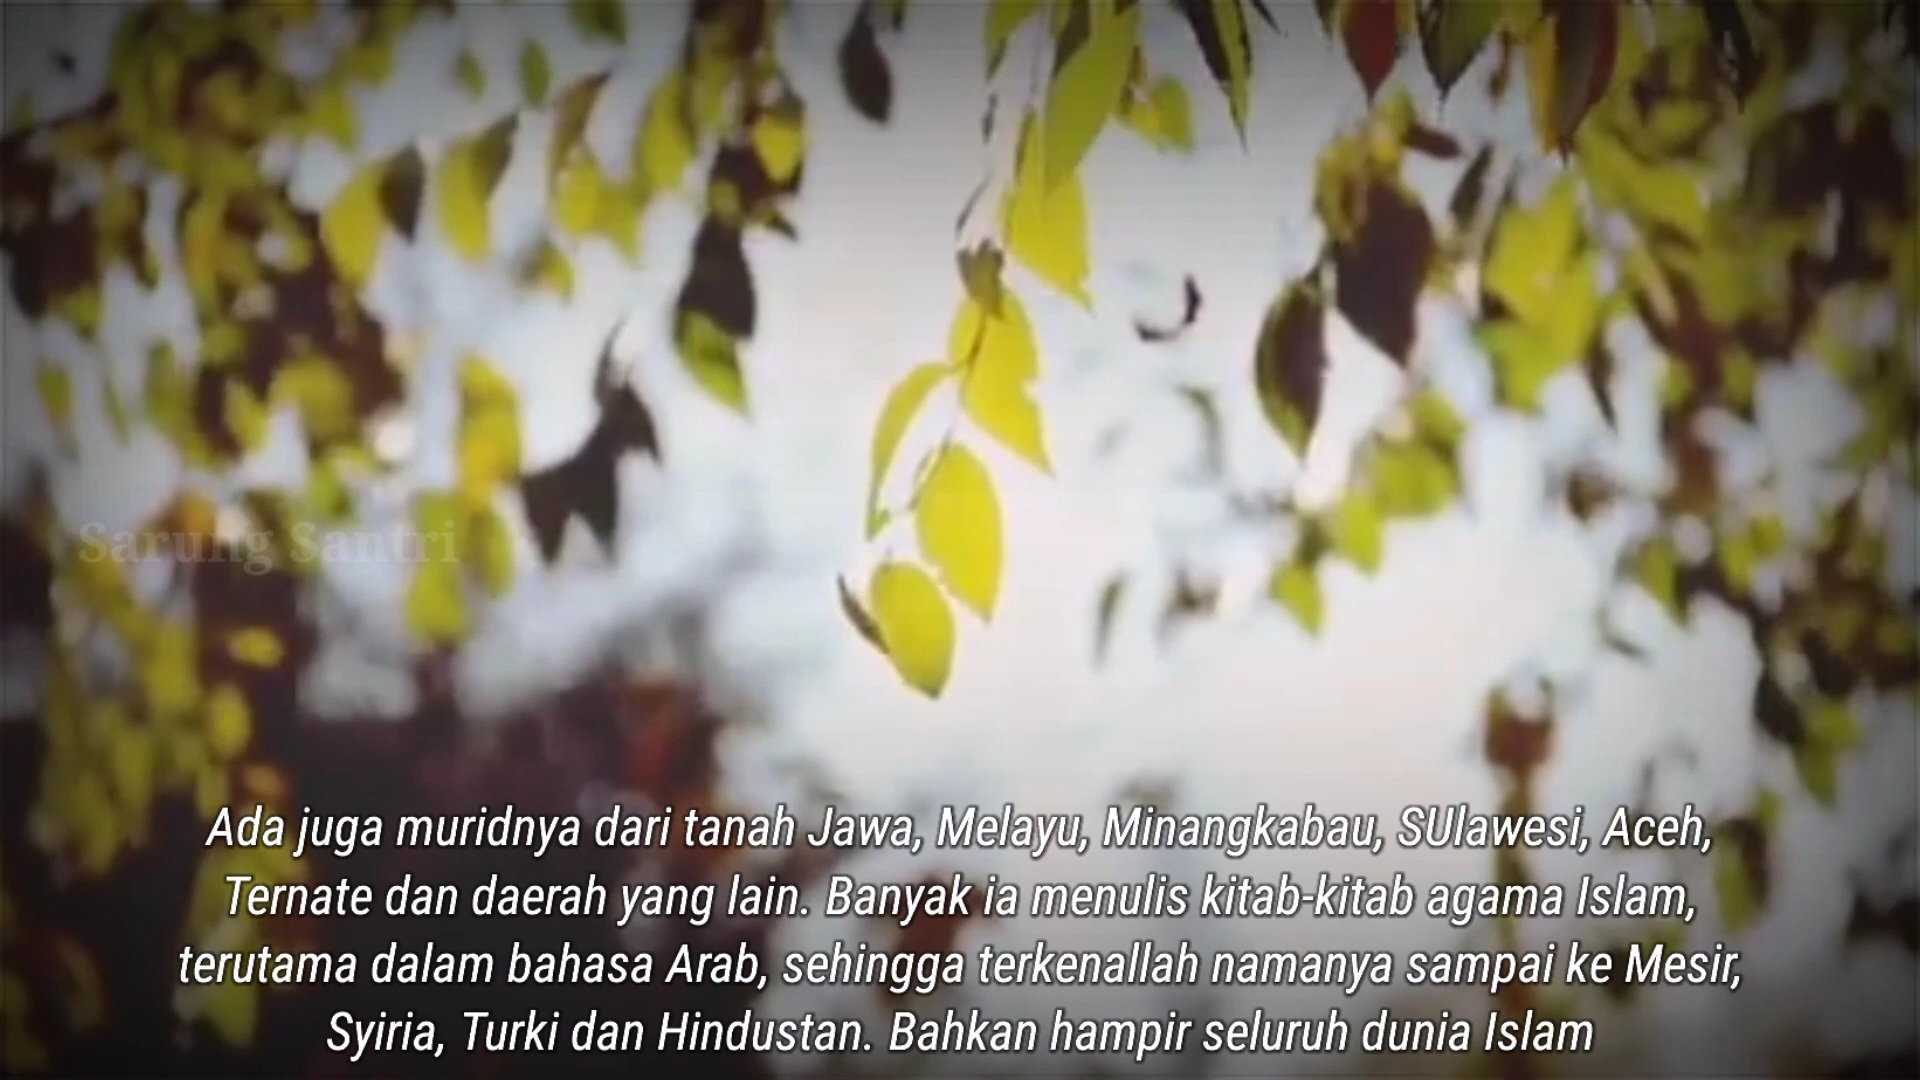 Sarung Santri
Ada juga muridnya dari tanah Jawa, Melayu, Minangkabau, SUlawesi, Aceh,
Ternate dan daerah yang lain. Banyak ia menulis kitab-kitab agama Islam,
terutama dalam bahasa Arab, sehingga terkenallah namanya sampai ke Mesir,
Syiria, Turki dan Hindustan. Bahkan hampir seluruh dunia Islam